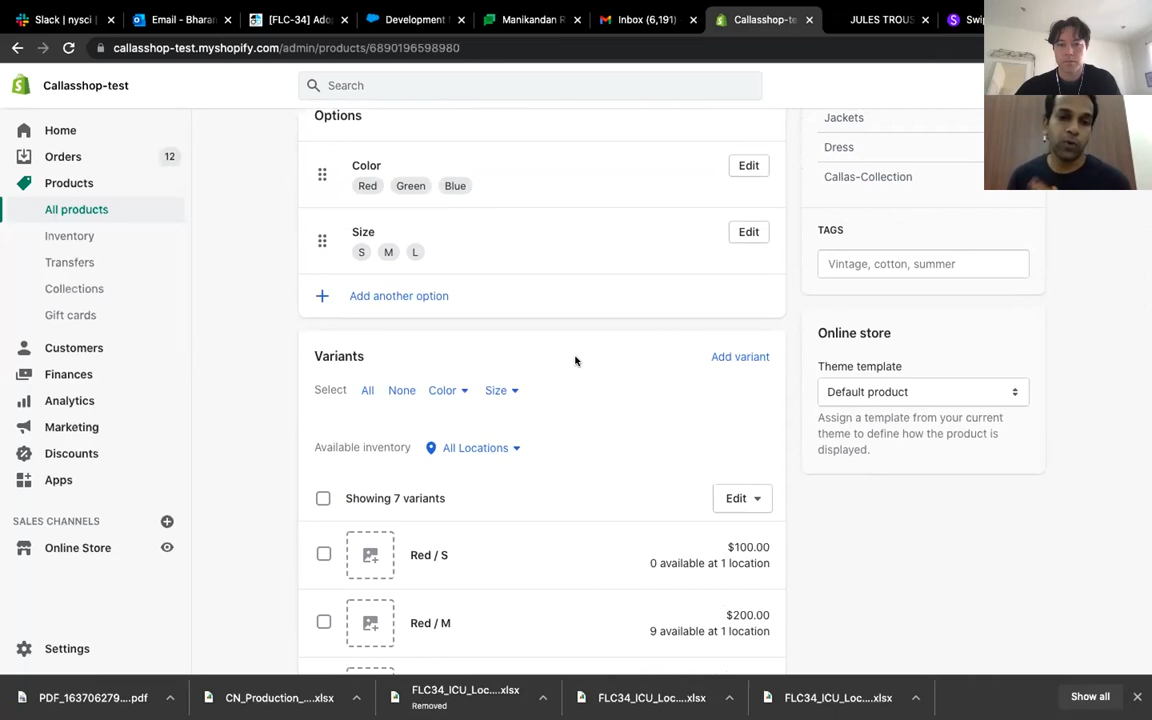 Slack | nysci
Email - Bharan
[FLC-34] Ado
Development
Manikandan R
Inbox (6,191)
Callasshop-te
JULES TROUS
Swip
callasshop-test.myshopify.com/admin/products/6890196598980
Callasshop-test
Search
Home
Orders 12
Products
All products
Inventory
Transfers
Collections
Gift cards
Customers
Finances
Analytics
Marketing
Discounts
Apps
SALES CHANNELS
Online Store
Settings
Options
Color
Red Green Blue
Edit
Size
S M L
Edit
Add another option
Variants
Add variant
Select All None Color Size
Available inventory All Locations
Showing 7 variants
Edit
Red / S
$100.00
0 available at 1 location
Red / M
$200.00
9 available at 1 location
Jackets
Dress
Callas-Collection
TAGS
Vintage, cotton, summer
Online store
Theme template
Default product
Assign a template from your current
theme to define how the product is
displayed.
PDF_163706279....pdf
CN_Production_....xlsx
FLC34_ICU_Loc....xlsx
Removed
FLC34_ICU_Loc....xlsx
FLC34_ICU_Loc....xlsx
Show all